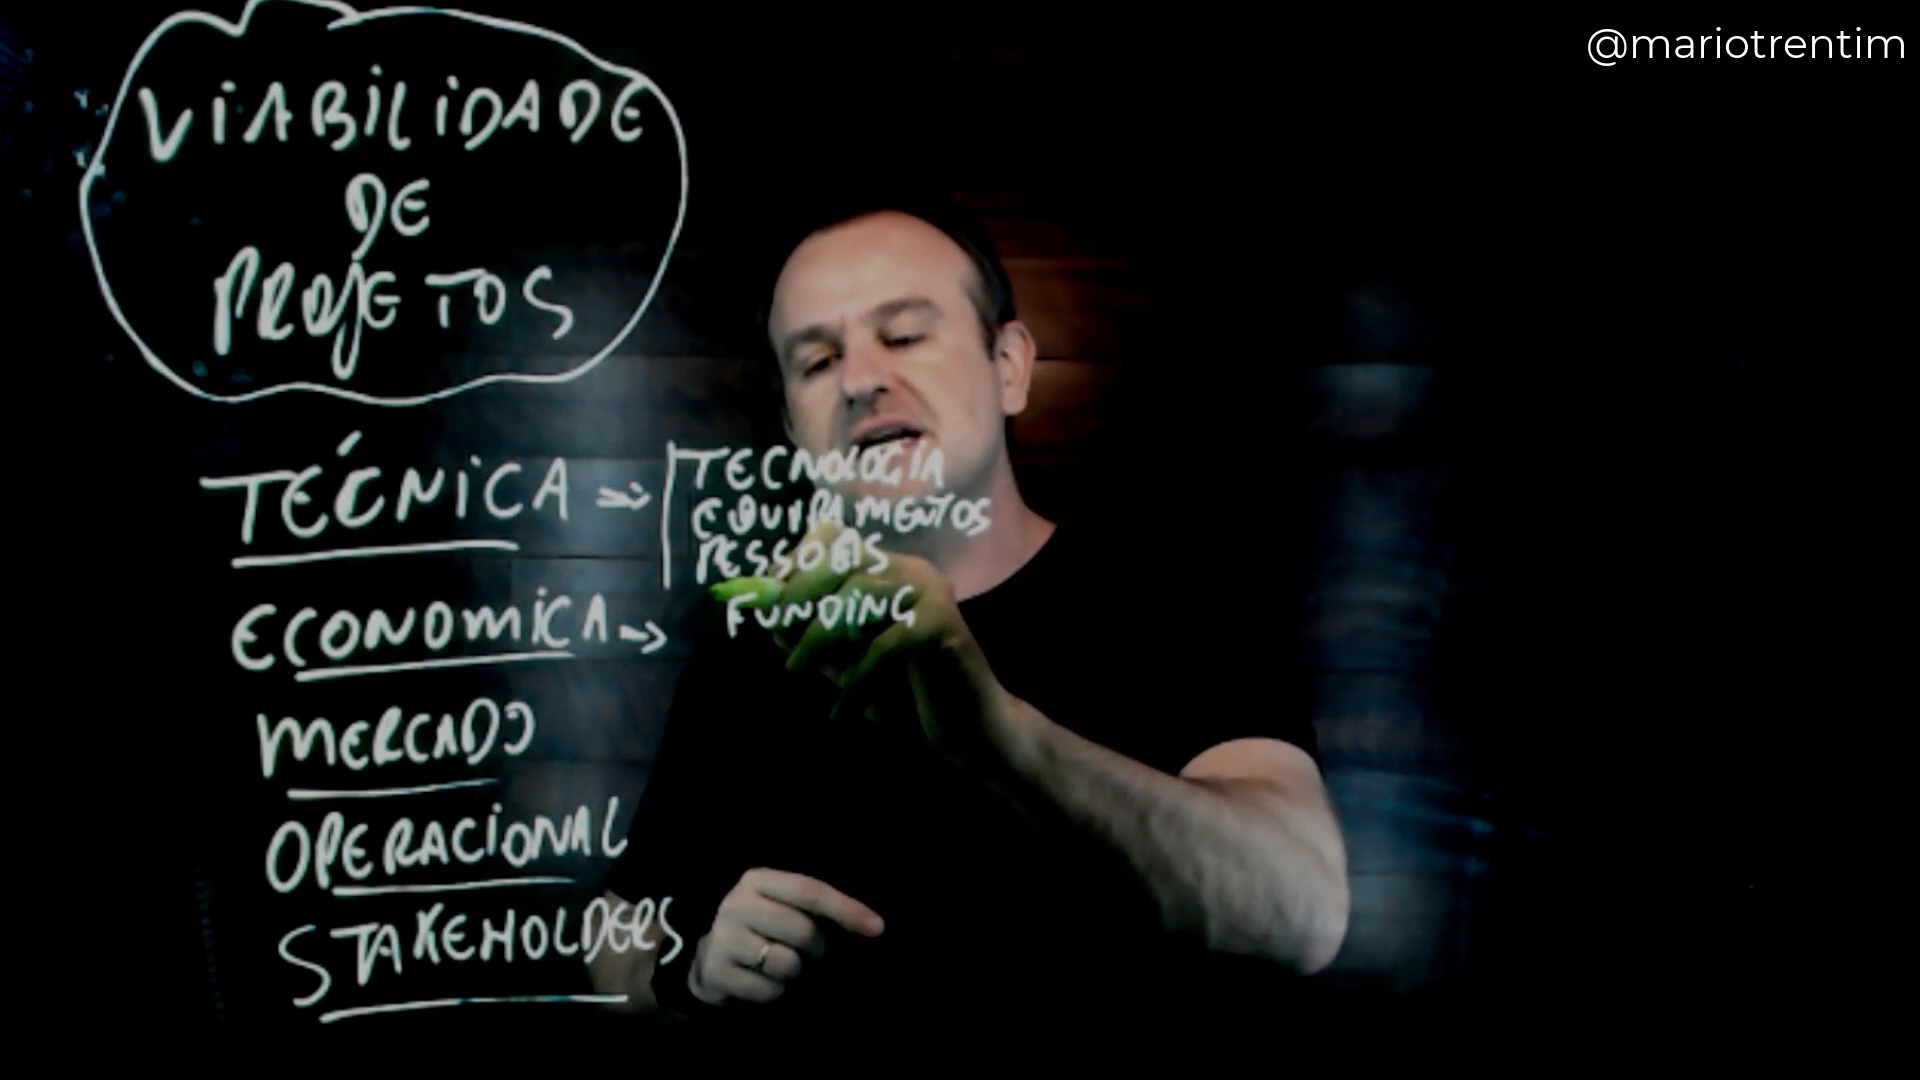 @mariotrentim
VIABILIDADE
DE
PROJETOS
TÉCNICA =>
TECNOLOGIA
EQUIPAMENTOS
PESSOAS
ECONOMICA ->
FUNDING
MERCADO
OPERACIONAL
STAKEHOLDERS